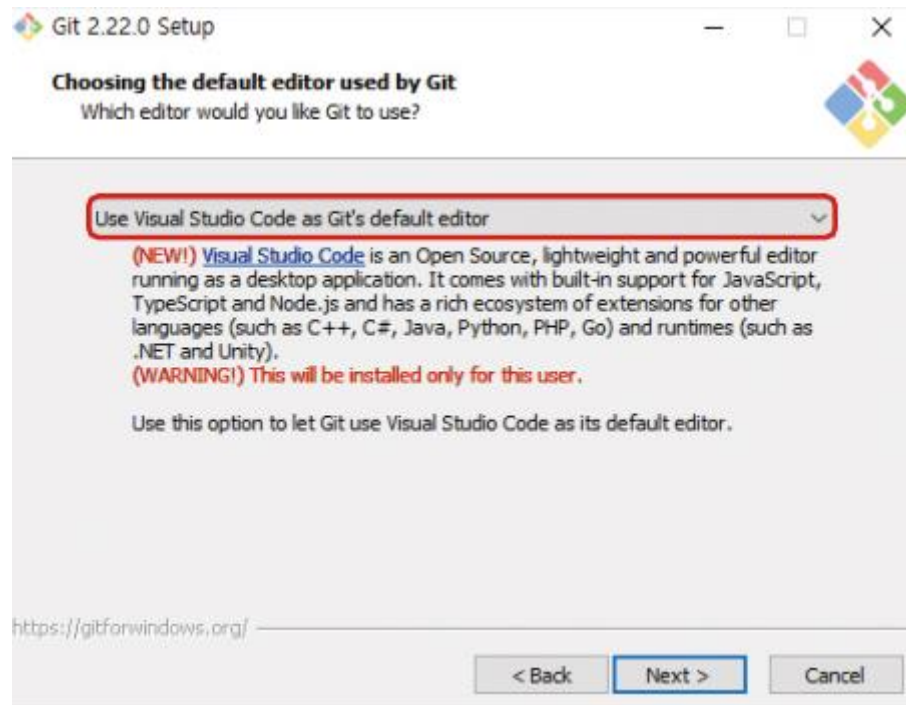 Git 2.22.0 Setup
Choosing the default editor used by Git
Which editor would you like Git to use?
Use Visual Studio Code as Git's default editor
(NEW!) Visual Studio Code is an Open Source, lightweight and powerful editor
running as a desktop application. It comes with built-in support for JavaScript,
TypeScript and Node.js and has a rich ecosystem of extensions for other
languages (such as C++, C#, Java, Python, PHP, Go) and runtimes (such as
.NET and Unity).
(WARNING!) This will be installed only for this user.
Use this option to let Git use Visual Studio Code as its default editor.
https://gitforwindows.org/
< Back
Next >
Cancel